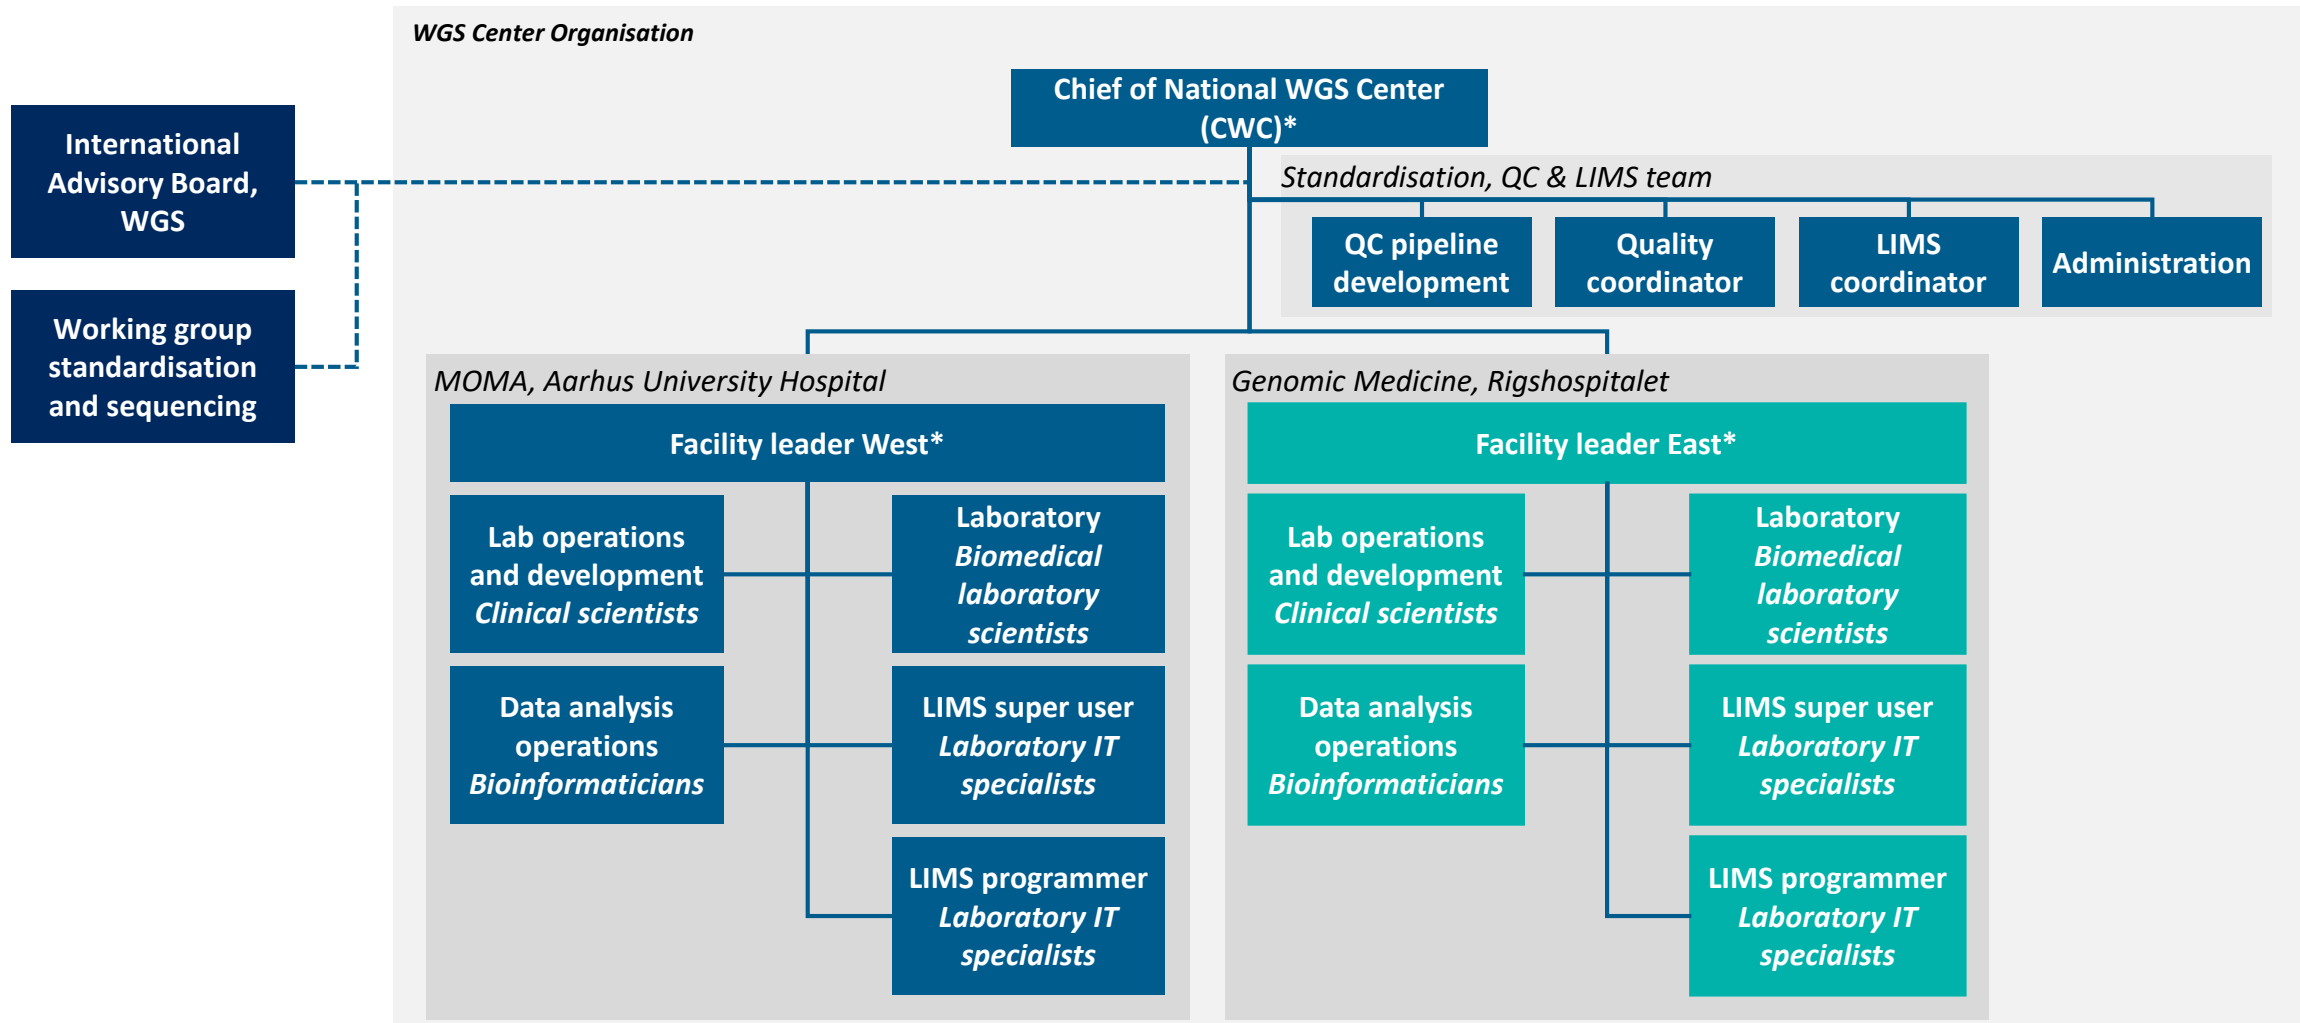 WGS Center Organisation
Chief of National WGS Center
(CWC)*
International
Advisory Board,
WGS
Working group
standardisation
and sequencing
Standardisation, QC & LIMS team
QC pipeline
development
Quality
coordinator
LIMS
coordinator
Administration
MOMA, Aarhus University Hospital
Facility leader West*
Lab operations
and development
Clinical scientists
Laboratory
Biomedical
laboratory
scientists
Data analysis
operations
Bioinformaticians
LIMS super user
Laboratory IT
specialists
LIMS programmer
Laboratory IT
specialists
Genomic Medicine, Rigshospitalet
Facility leader East*
Lab operations
and development
Clinical scientists
Laboratory
Biomedical
laboratory
scientists
Data analysis
operations
Bioinformaticians
LIMS super user
Laboratory IT
specialists
LIMS programmer
Laboratory IT
specialists